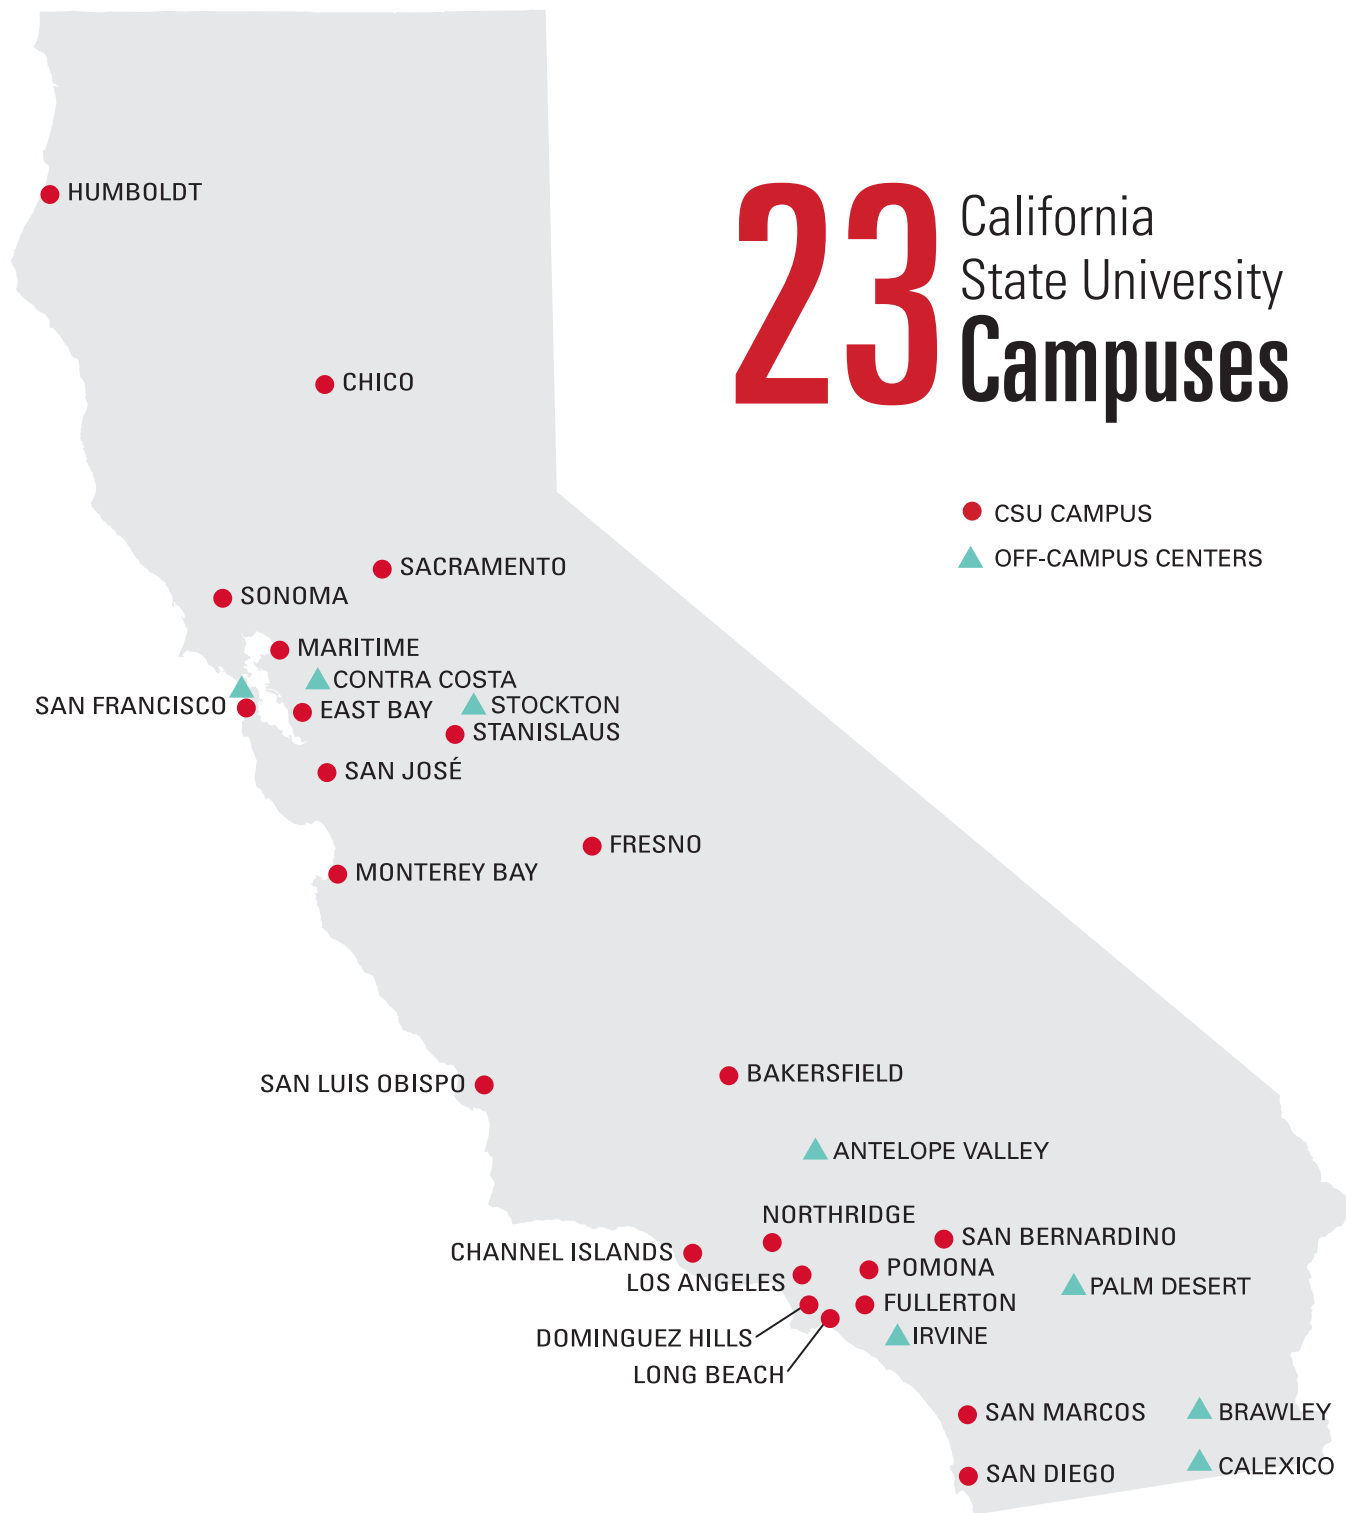 HUMBOLDT
23
California
State University
Campuses
CHICO
CSU CAMPUS
OFF-CAMPUS CENTERS
SACRAMENTO
SONOMA
MARITIME
CONTRA COSTA
SAN FRANCISCO
EAST BAY
STOCKTON
STANISLAUS
SAN JOSÉ
FRESNO
MONTEREY BAY
SAN LUIS OBISPO
BAKERSFIELD
ANTELOPE VALLEY
NORTHRIDGE
SAN BERNARDINO
CHANNEL ISLANDS
POMONA
LOS ANGELES
PALM DESERT
FULLERTON
DOMINGUEZ HILLS
IRVINE
LONG BEACH
SAN MARCOS
BRAWLEY
SAN DIEGO
CALEXICO